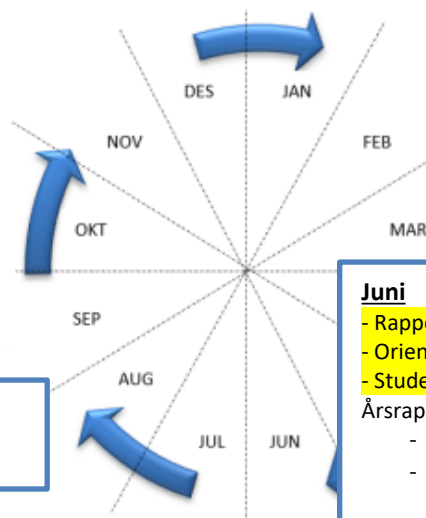 DES
JAN
NOV
FEB
OKT
MAR
SEP
AUG
JUL
JUN
Juni
- Rappo
- Orien
- Stude
Årsrap
-
-